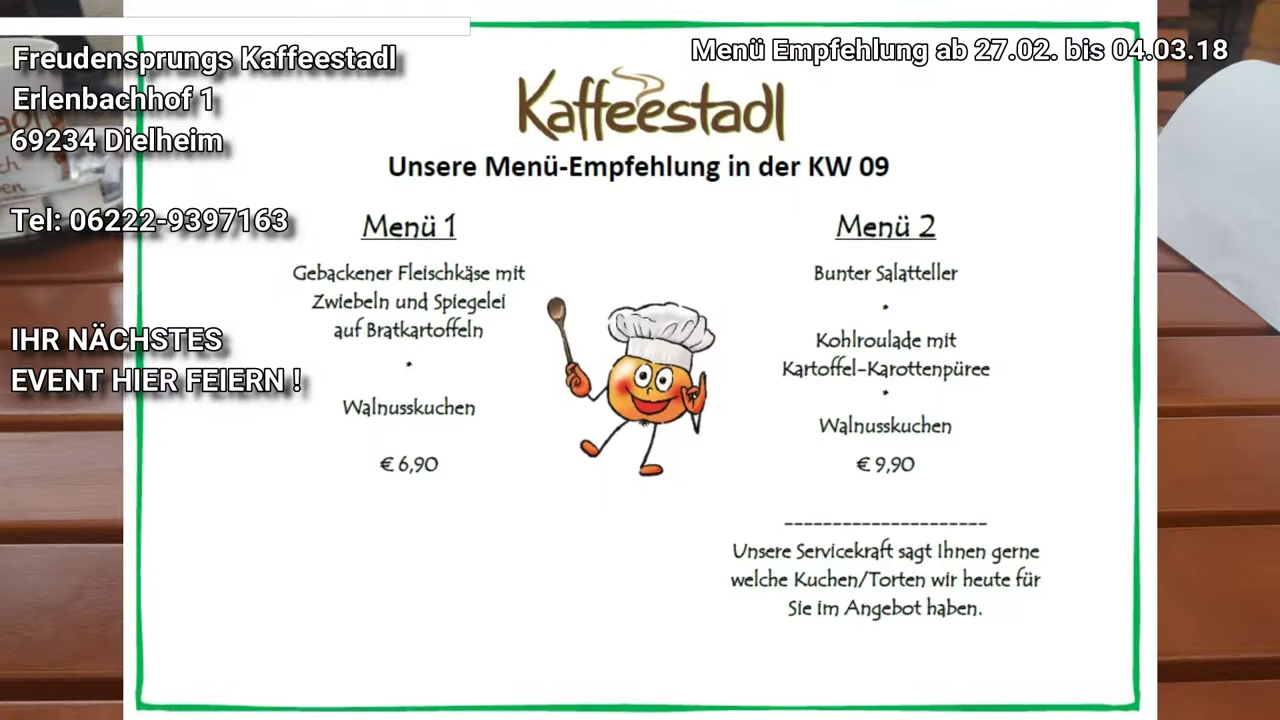 Freudensprungs Kaffeestadl
Erlenbachhof 1
69234 Dielheim
Tel: 06222-9397163
IHR NÄCHSTES
EVENT HIER FEIERN !
Menü Empfehlung ab 27.02. bis 04.03.18
Kaffeestadl
Unsere Menü-Empfehlung in der KW 09
Menü 1
Gebackener Fleischkäse mit
Zwiebeln und Spiegelei
auf Bratkartoffeln
*
Walnusskuchen
€ 6,90
Menü 2
Bunter Salatteller
*
Kohlroulade mit
Kartoffel-Karottenpüree
*
Walnusskuchen
€ 9,90
---------------------
Unsere Servicekraft sagt Ihnen gerne
welche Kuchen/Torten wir heute für
Sie im Angebot haben.